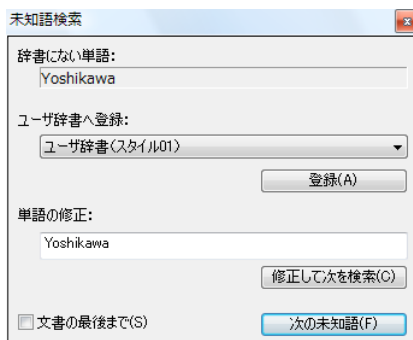 未知語検索
辞書にない単語:
Yoshikawa
ユーザ辞書へ登録:
ユーザ辞書(スタイル01)
登録(A)
単語の修正:
Yoshikawa
修正して次を検索(C)
文書の最後まで(S)
次の未知語(F)